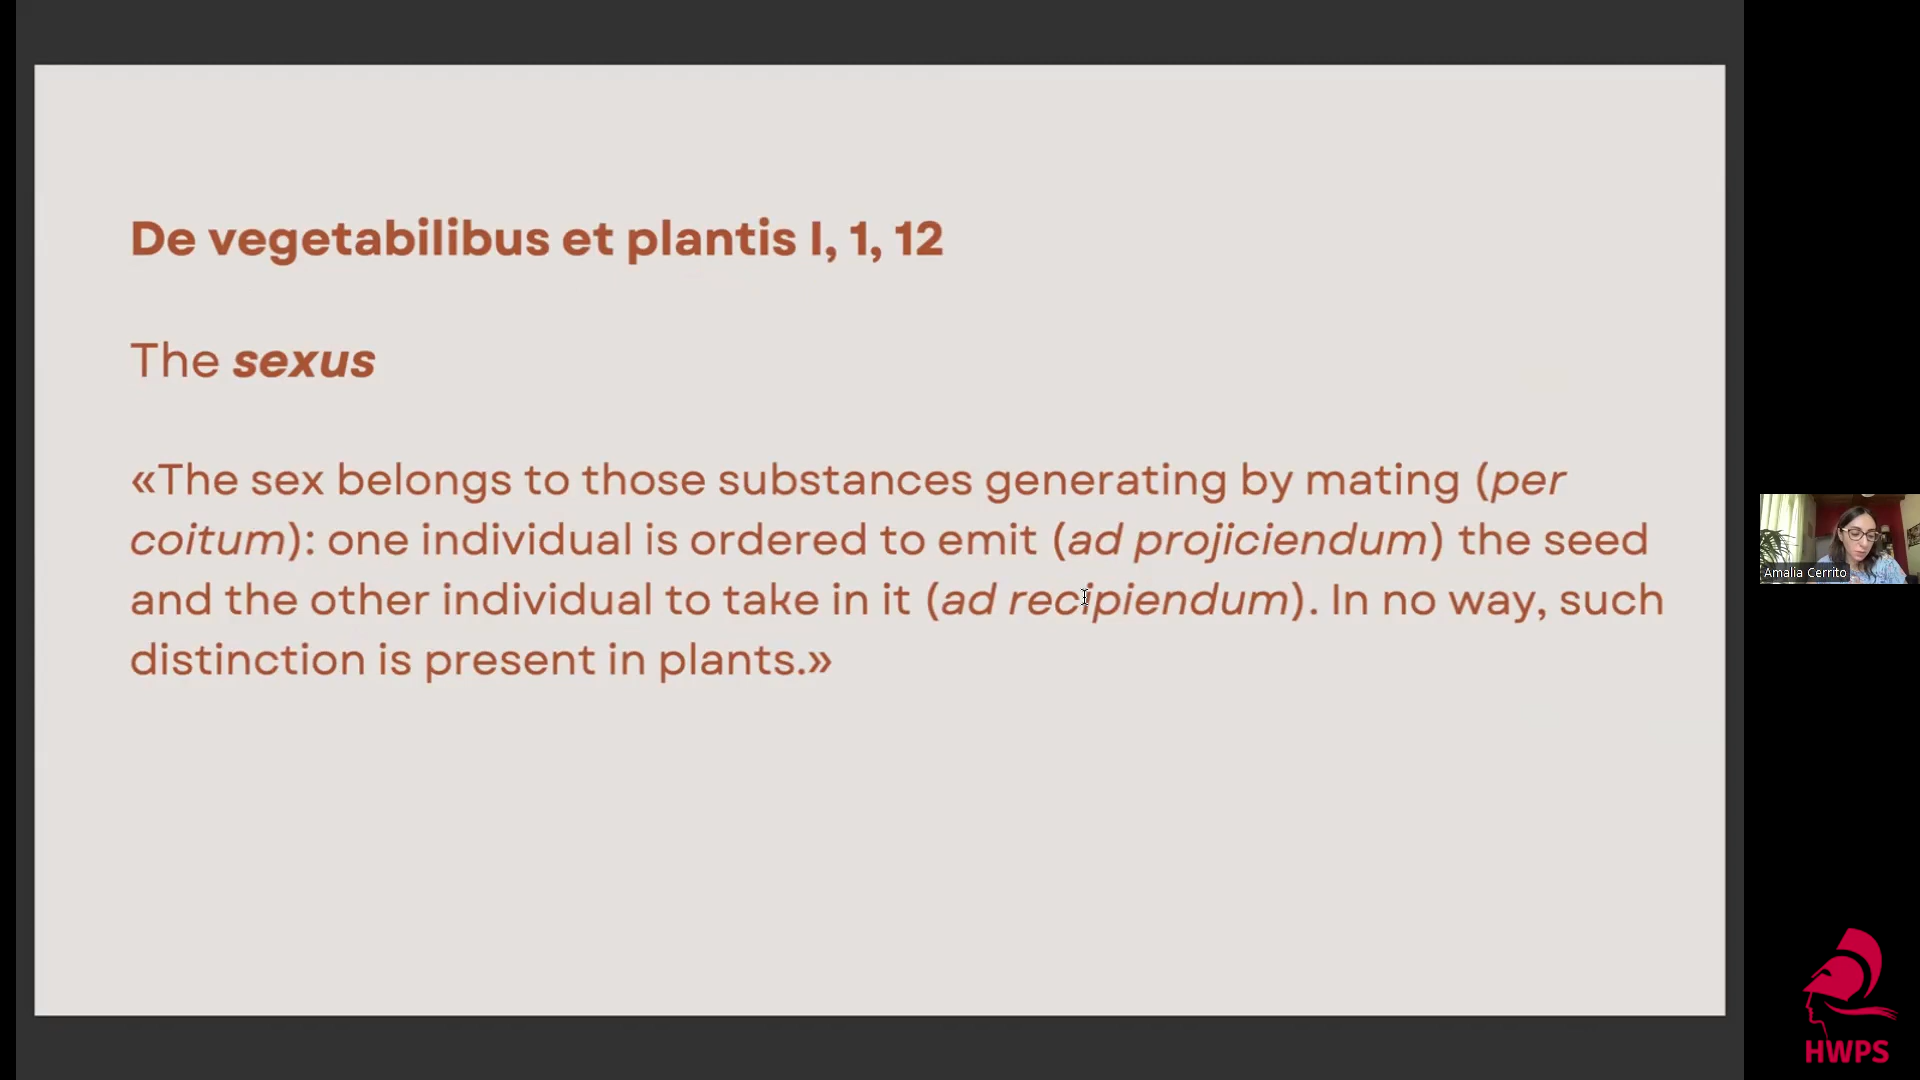 De vegetabilibus et plantis I, 1, 12
The sexus
«The sex belongs to those substances generating by mating (per
coitum): one individual is ordered to emit (ad projiciendum) the seed
and the other individual to take in it (ad recipiendum). In no way, such
distinction is present in plants.»
Amalia Cerrito
HWPS